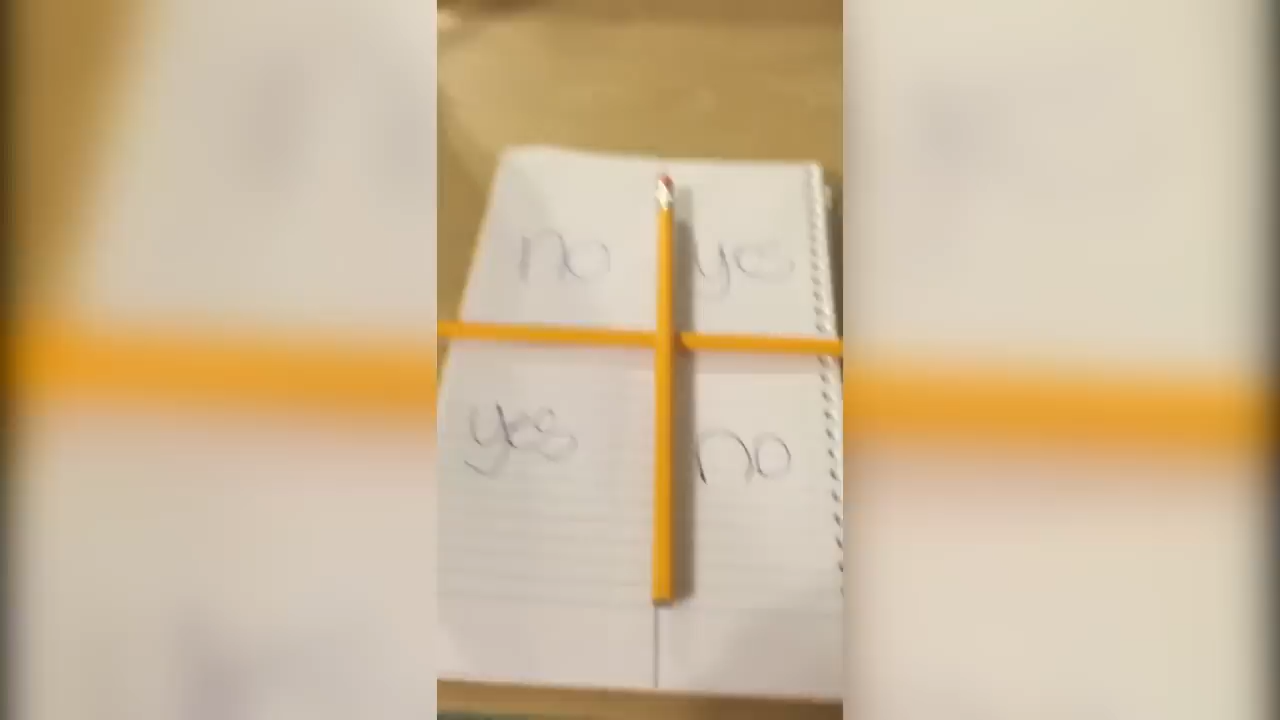 no yes
yes no